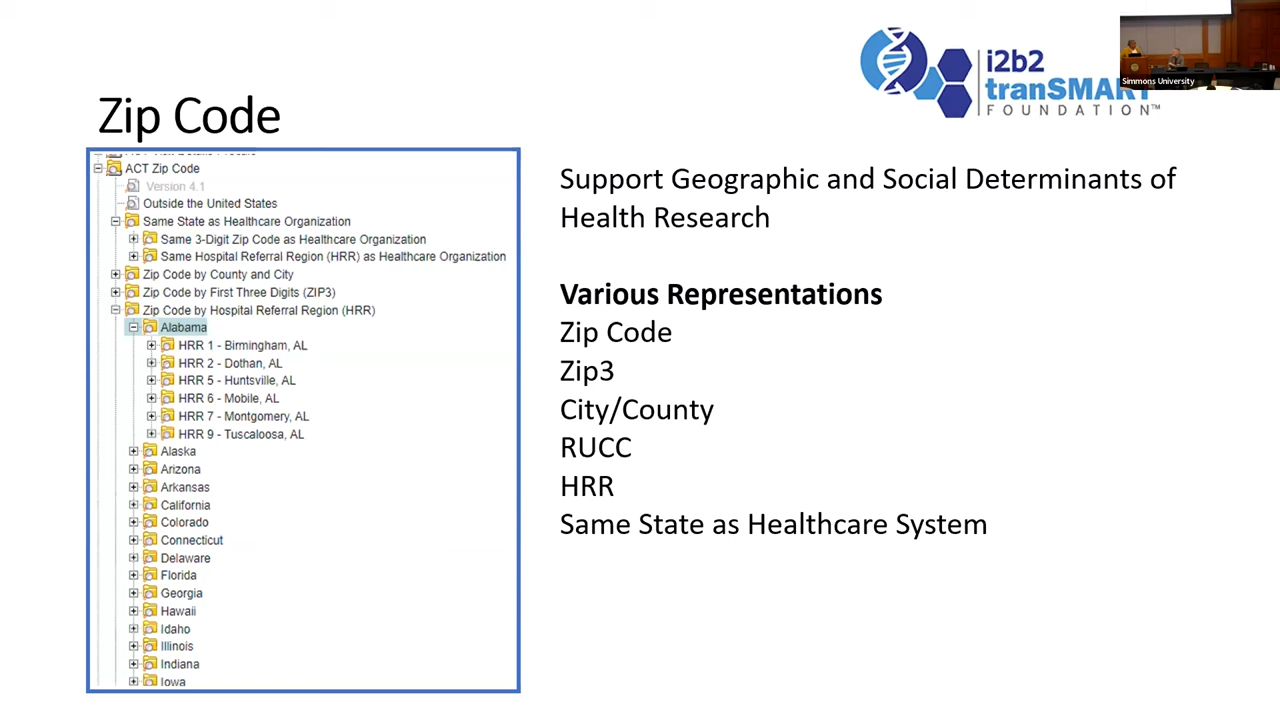 Simmons University
i2b2
tranSMART
FOUNDATION™
Zip Code
ACT Zip Code
Version 4.1
Outside the United States
Same State as Healthcare Organization
Same 3-Digit Zip Code as Healthcare Organization
Same Hospital Referral Region (HRR) as Healthcare Organization
Zip Code by County and City
Zip Code by First Three Digits (ZIP3)
Zip Code by Hospital Referral Region (HRR)
Alabama
HRR 1 - Birmingham, AL
HRR 2 - Dothan, AL
HRR 5 - Huntsville, AL
HRR 6 - Mobile, AL
HRR 7 - Montgomery, AL
HRR 9 - Tuscaloosa, AL
Alaska
Arizona
Arkansas
California
Colorado
Connecticut
Delaware
Florida
Georgia
Hawaii
Idaho
Illinois
Indiana
Iowa
Support Geographic and Social Determinants of
Health Research
Various Representations
Zip Code
Zip3
City/County
RUCC
HRR
Same State as Healthcare System